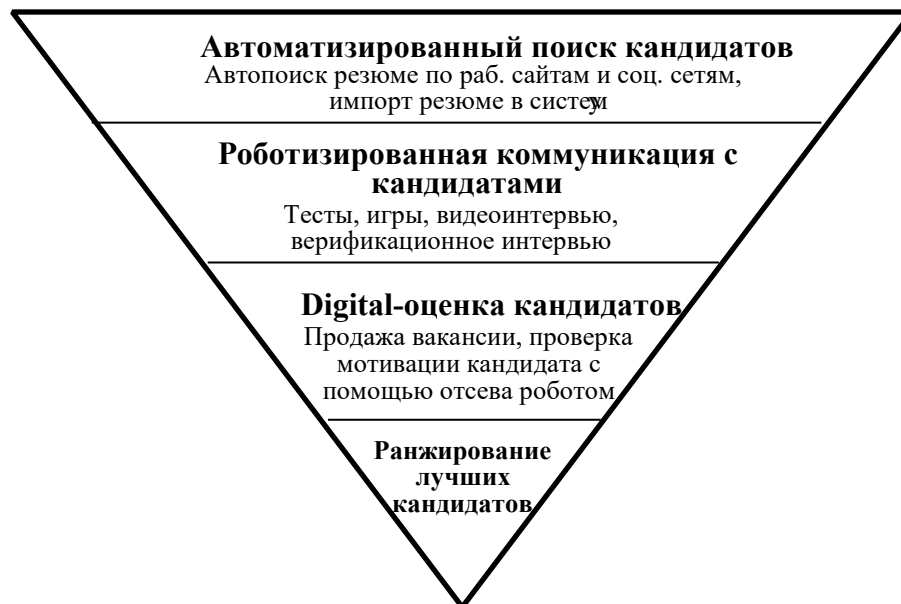 Автоматизированный поиск кандидатов
Автопоиск резюме по раб. сайтам и соц. сетям,
импорт резюме в систему
Роботизированная коммуникация с
кандидатами
Тесты, игры, видеоинтервью,
верификационное интервью
Digital-оценка кандидатов
Продажа вакансии, проверка
мотивации кандидата с
помощью отсева роботом
Ранжирование
лучших
кандидатов